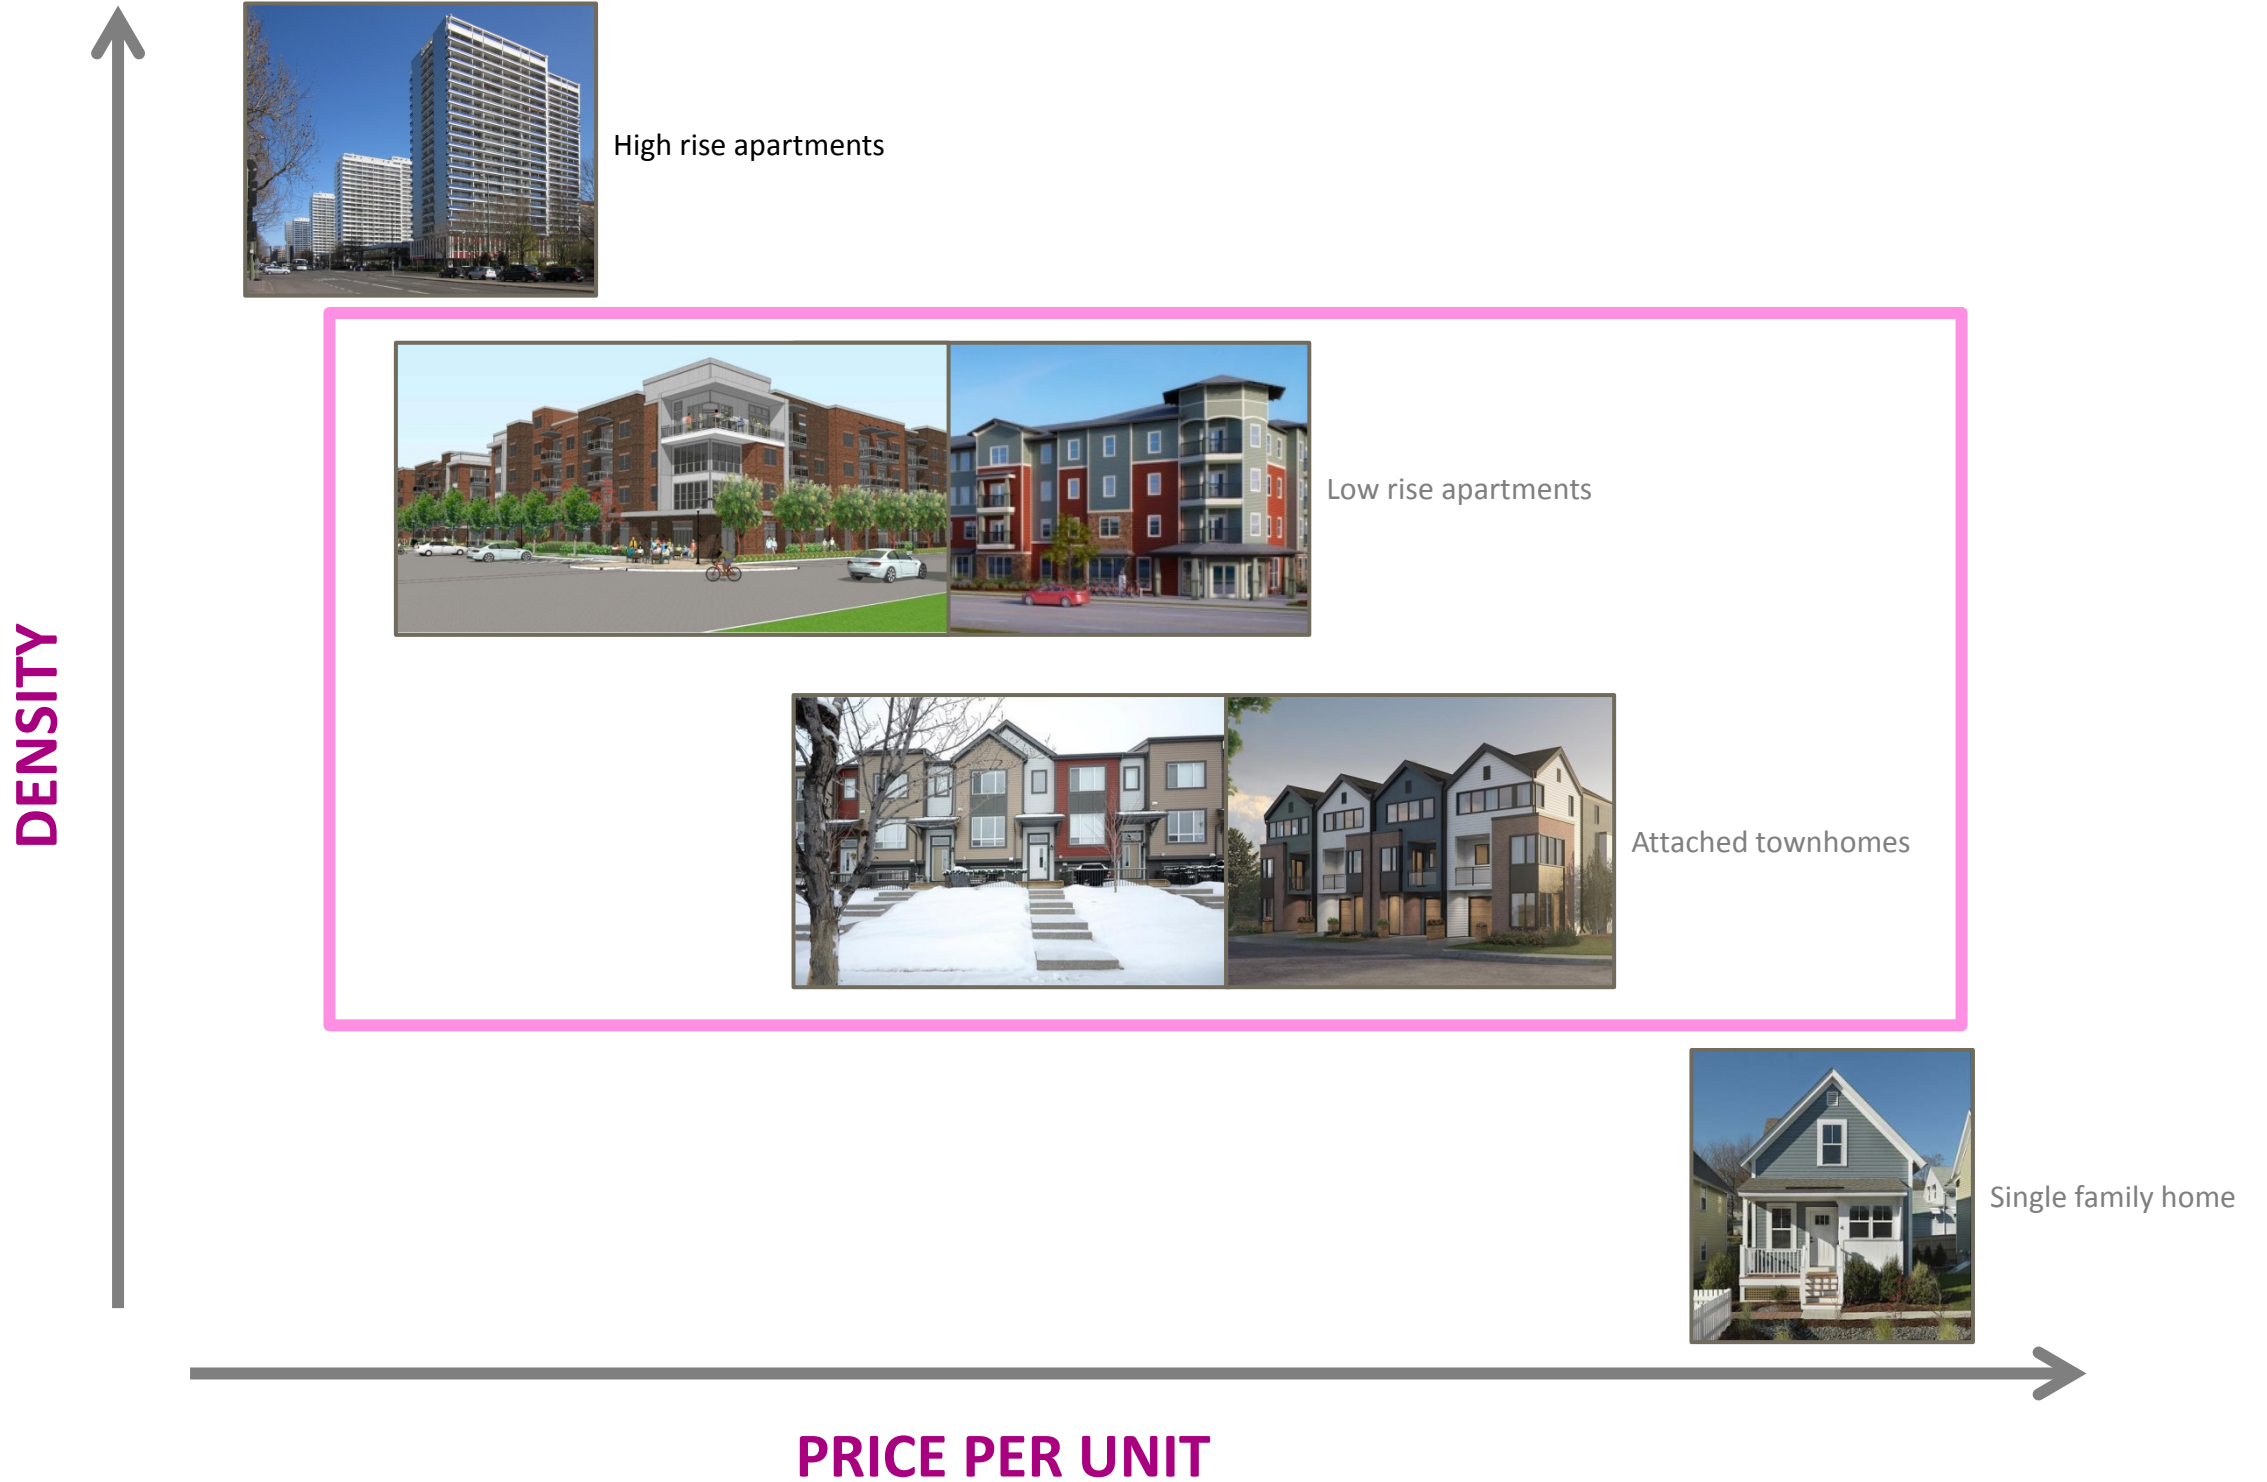 High rise apartments
Low rise apartments
DENSITY
Attached townhomes
Single family home
PRICE PER UNIT